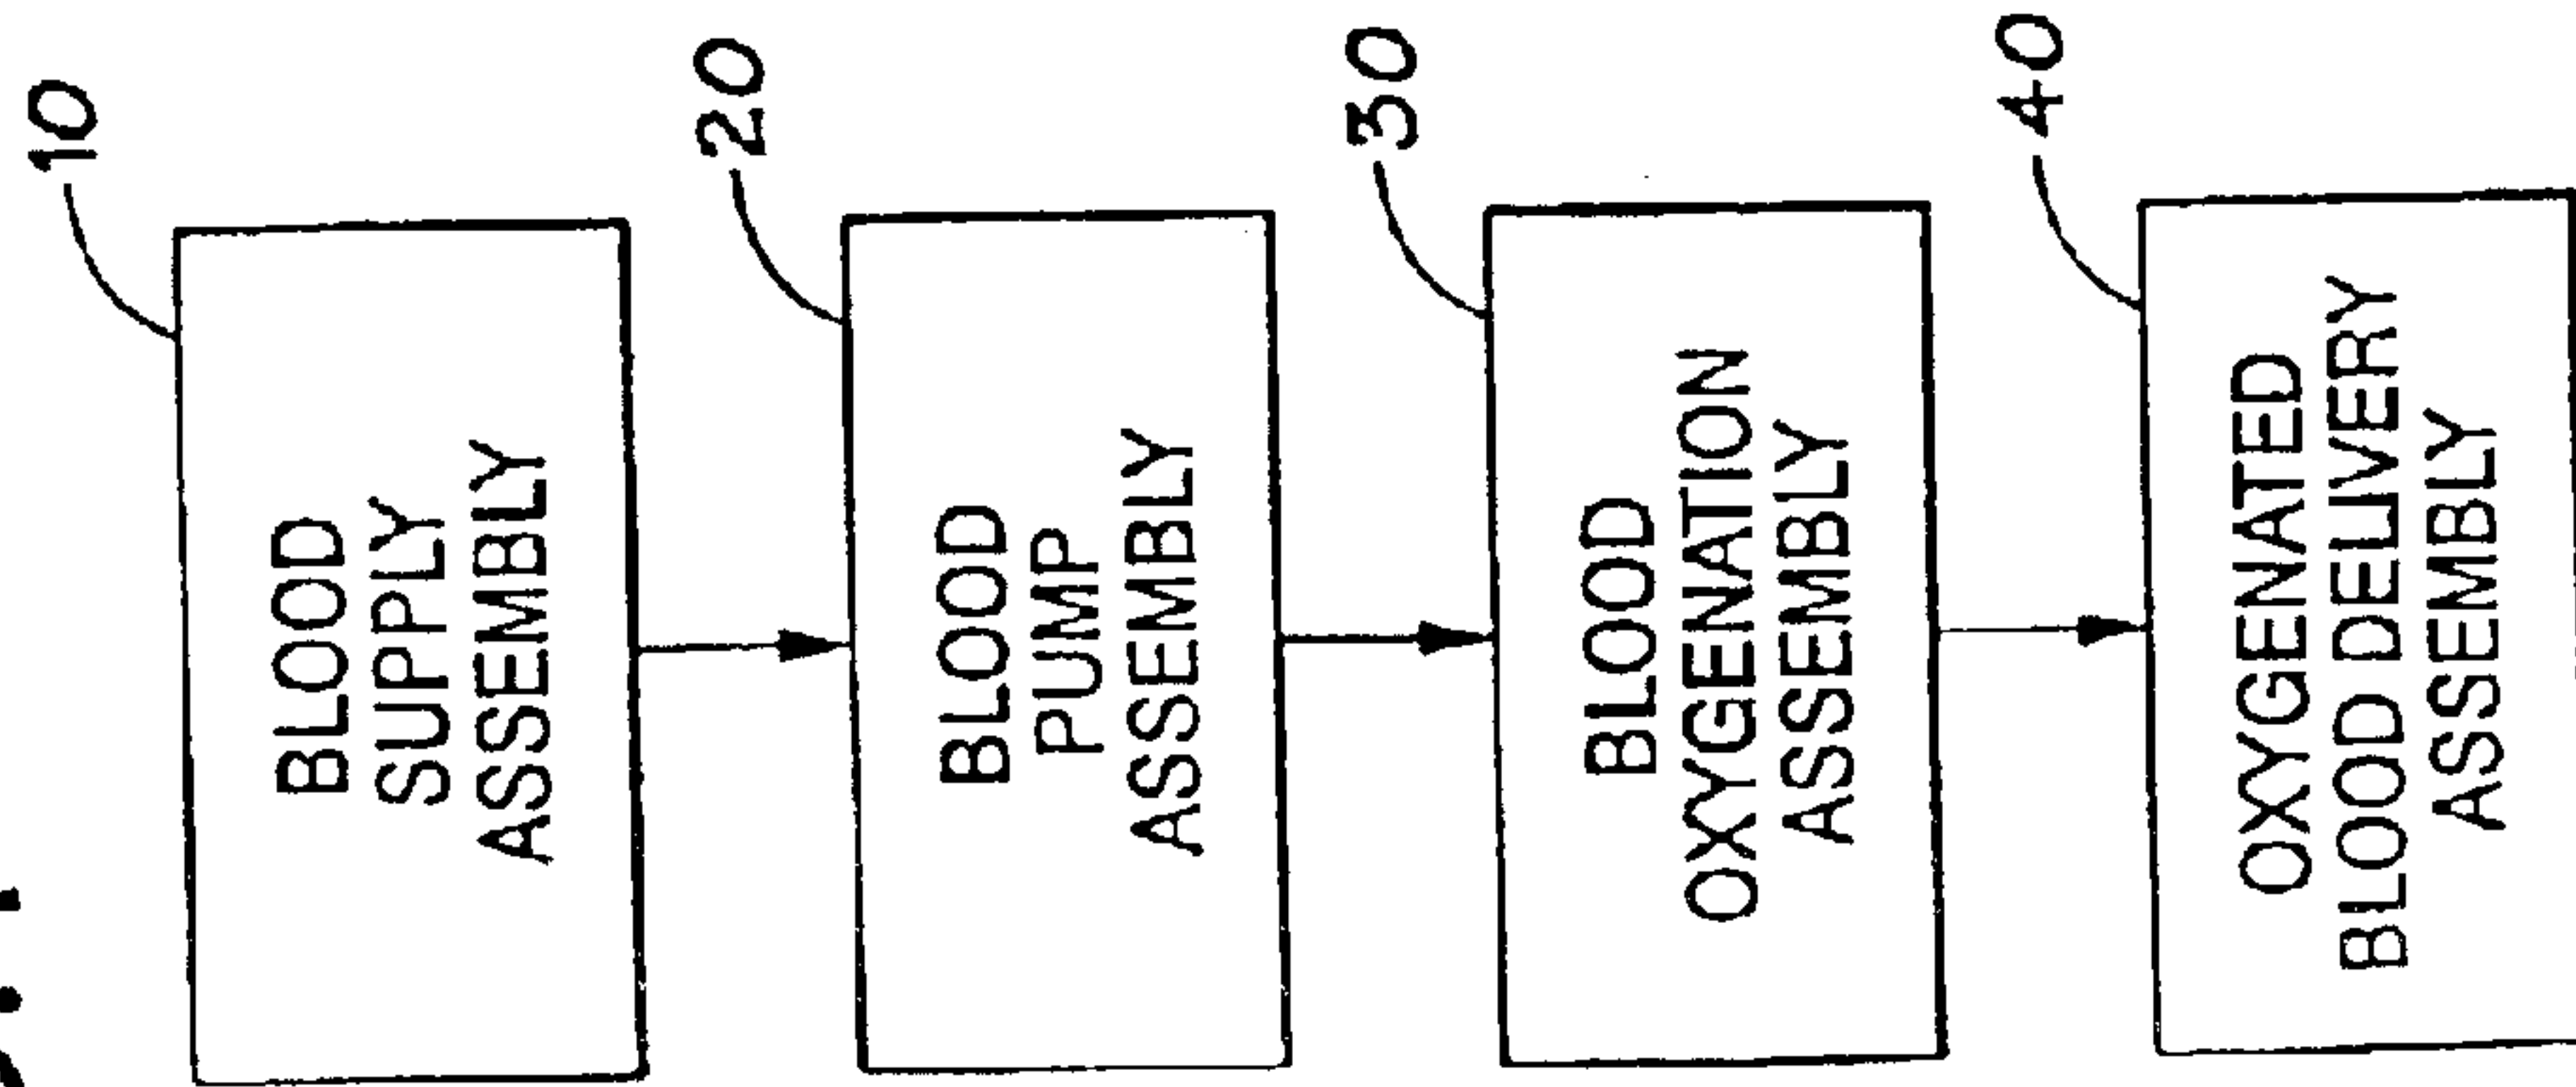 10
BLOOD
SUPPLY
ASSEMBLY
20
BLOOD
PUMP
ASSEMBLY
30
BLOOD
OXYGENATION
ASSEMBLY
40
OXYGENATED
BLOOD DELIVERY
ASSEMBLY